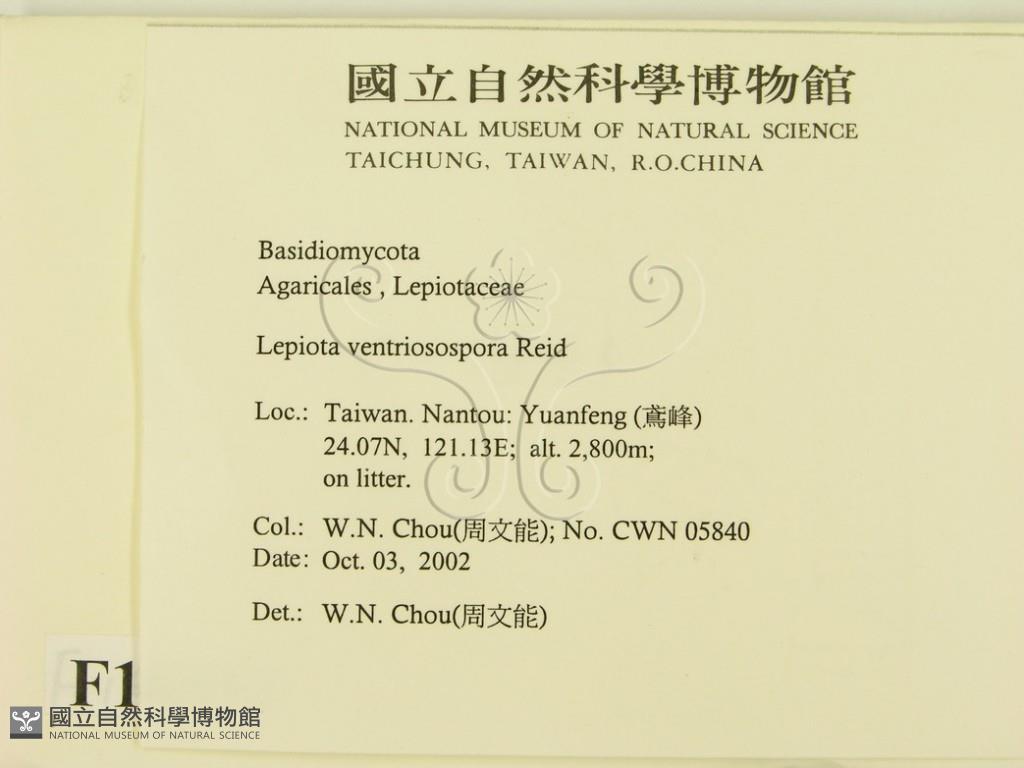 國立自然科學博物館
NATIONAL MUSEUM OF NATURAL SCIENCE
TAICHUNG, TAIWAN, R.O.CHINA
Basidiomycota
Agaricales , Lepiotaceae
Lepiota ventriosospora Reid
Loc.: Taiwan. Nantou: Yuanfeng (鳶峰)
24.07N, 121.13E; alt. 2,800m;
on litter.
Col.: W.N. Chou(周文能); No. CWN 05840
Date: Oct. 03, 2002
Det.: W.N. Chou(周文能)
F1
國立自然科學博物館
NATIONAL MUSEUM OF NATURAL SCIENCE